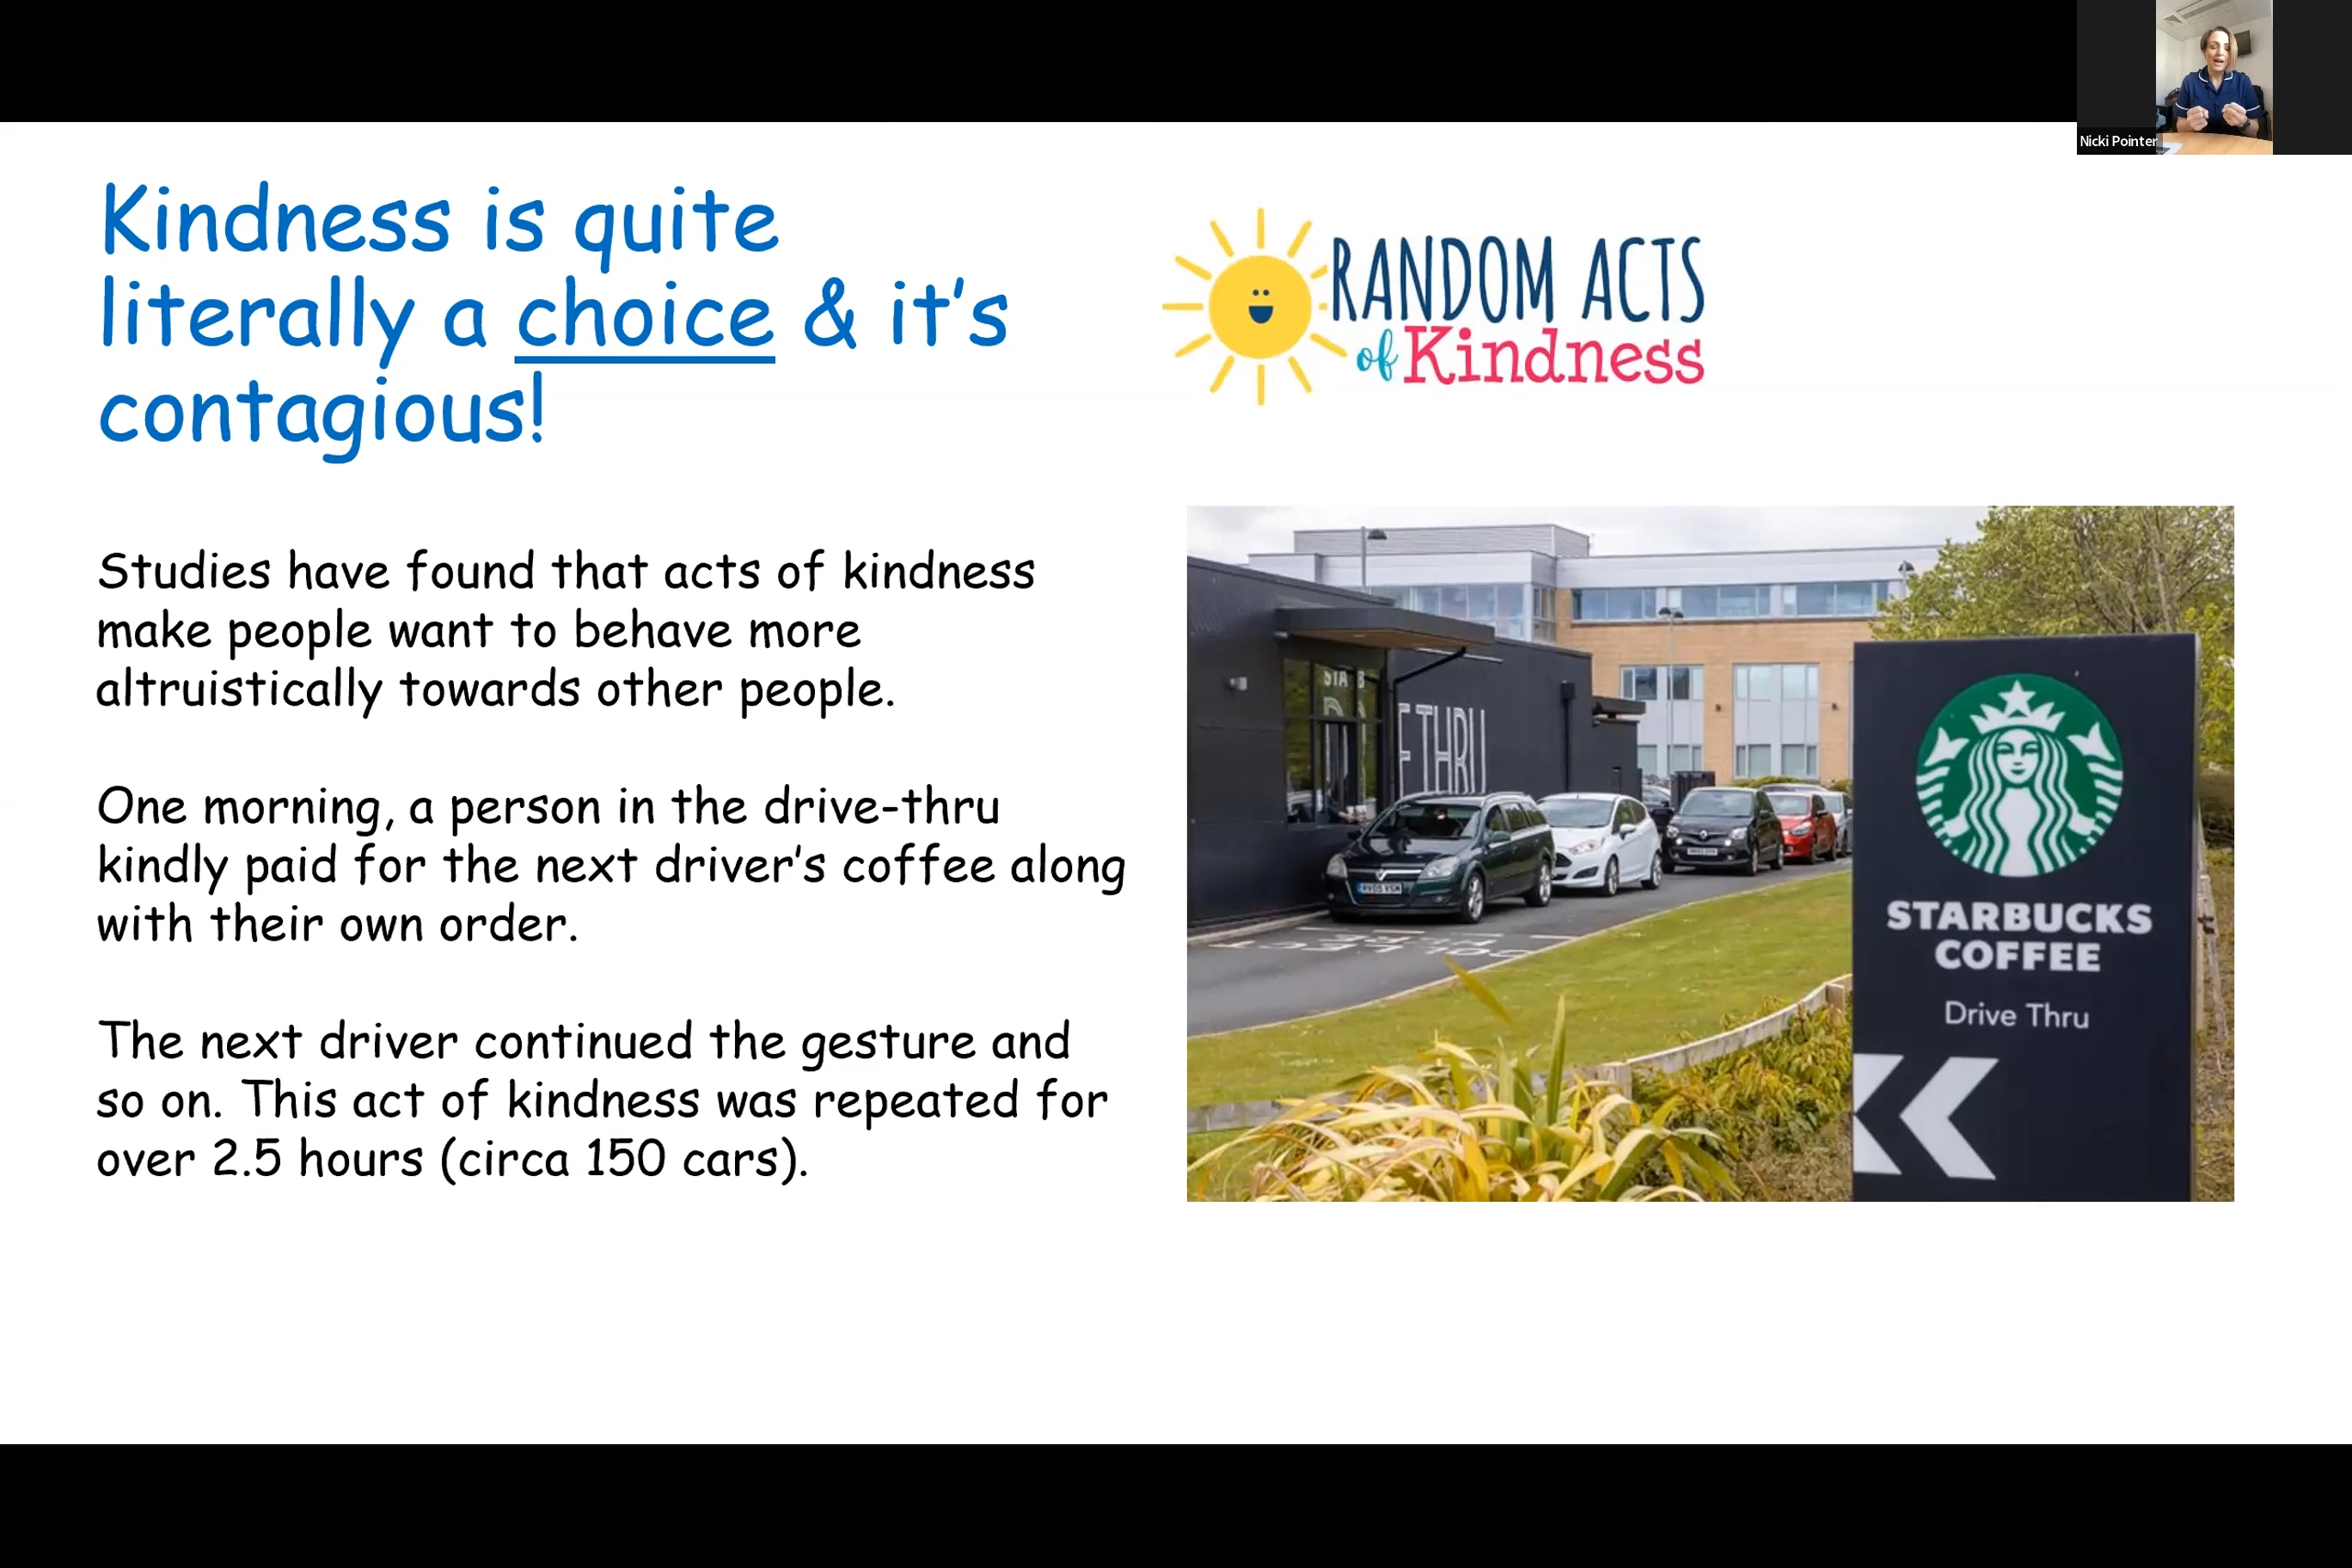 Nicki Pointer
Kindness is quite
literally a choice & it's
contagious!
RANDOM ACTS
of Kindness
Studies have found that acts of kindness
make people want to behave more
altruistically towards other people.
One morning, a person in the drive-thru
kindly paid for the next driver's coffee along
with their own order.
The next driver continued the gesture and
so on. This act of kindness was repeated for
over 2.5 hours (circa 150 cars).
THRU
STARBUCKS
COFFEE
Drive Thru